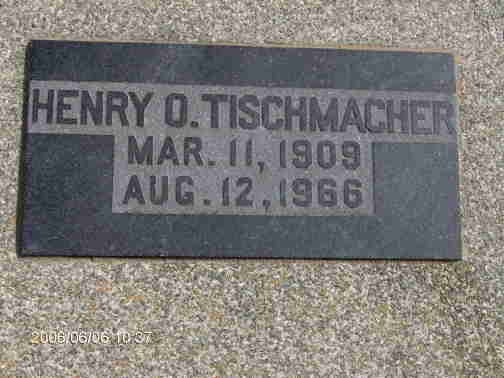 HENRY O. TISCHMACHER
MAR. 11, 1909
AUG. 12, 1966
2006/06/06 10:37